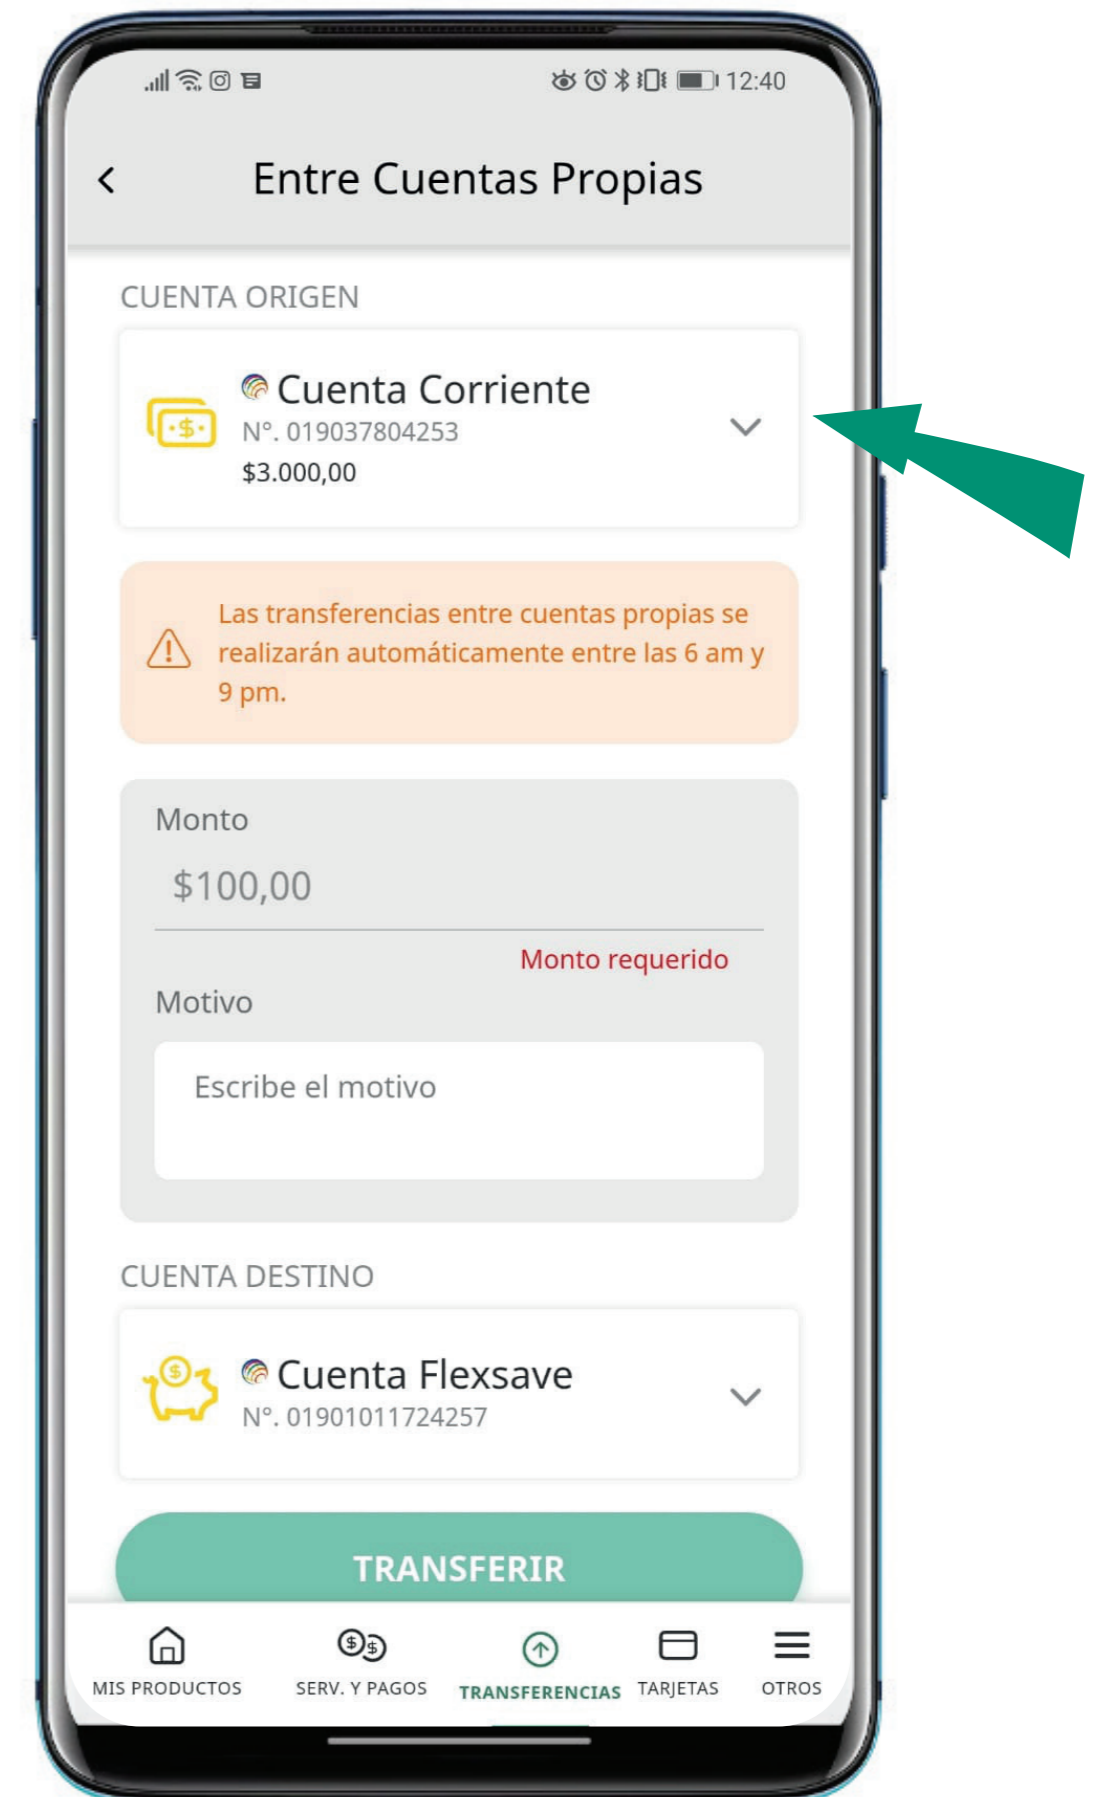 12:40
Entre Cuentas Propias
CUENTA ORIGEN
Cuenta Corriente
N°. 019037804253
$3.000,00
Las transferencias entre cuentas propias se
realizarán automáticamente entre las 6 am y
9 pm.
Monto
$100,00
Monto requerido
Motivo
Escribe el motivo
CUENTA DESTINO
Cuenta Flexsave
N°. 01901011724257
TRANSFERIR
MIS PRODUCTOS SERV. Y PAGOS TRANSFERENCIAS TARJETAS OTROS